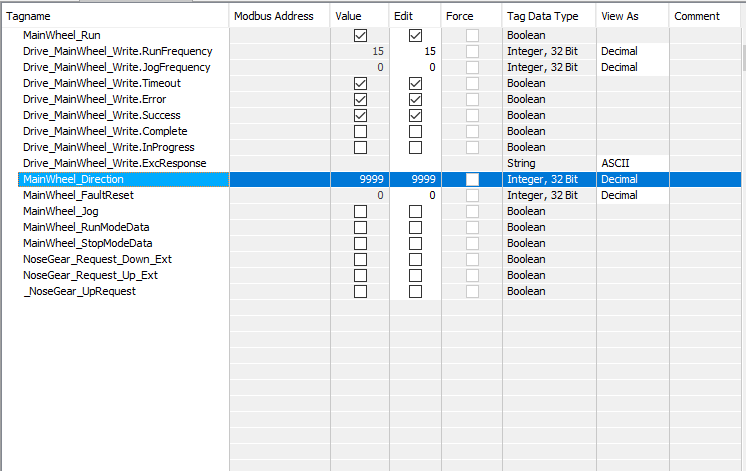 Tagname Modbus Address Value Edit Force Tag Data Type View As Comment
MainWheel_Run Boolean
Drive_MainWheel_Write.RunFrequency 15 15 Integer, 32 Bit Decimal
Drive_MainWheel_Write.JogFrequency 0 0 Integer, 32 Bit Decimal
Drive_MainWheel_Write.Timeout Boolean
Drive_MainWheel_Write.Error Boolean
Drive_MainWheel_Write.Success Boolean
Drive_MainWheel_Write.Complete Boolean
Drive_MainWheel_Write.InProgress Boolean
Drive_MainWheel_Write.ExcResponse String ASCII
MainWheel_Direction 9999 9999 Integer, 32 Bit Decimal
MainWheel_FaultReset 0 0 Integer, 32 Bit Decimal
MainWheel_Jog Boolean
MainWheel_RunModeData Boolean
MainWheel_StopModeData Boolean
NoseGear_Request_Down_Ext Boolean
NoseGear_Request_Up_Ext Boolean
_NoseGear_UpRequest Boolean